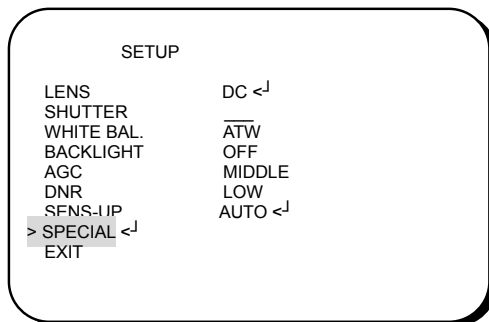 SETUP
LENS DC <┘
SHUTTER ___
WHITE BAL. ATW
BACKLIGHT OFF
AGC MIDDLE
DNR LOW
SENS-UP AUTO <┘
> SPECIAL <┘
EXIT